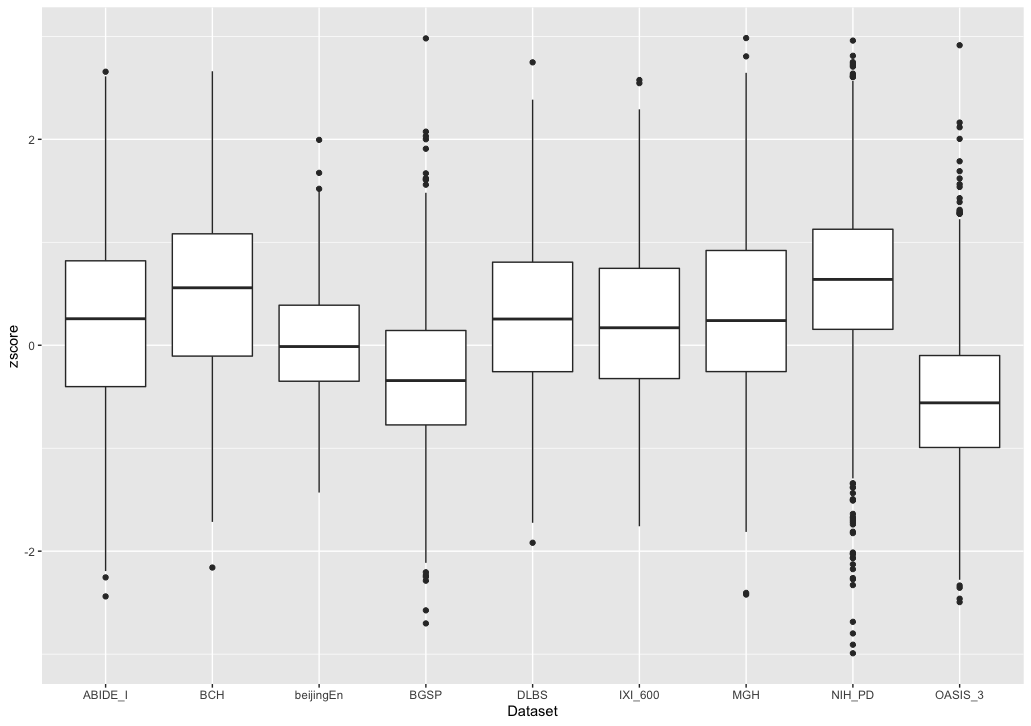 zscore
2
0
-2
ABIDE_I BCH beijingEn BGSP DLBS IXI_600 MGH NIH_PD OASIS_3
Dataset